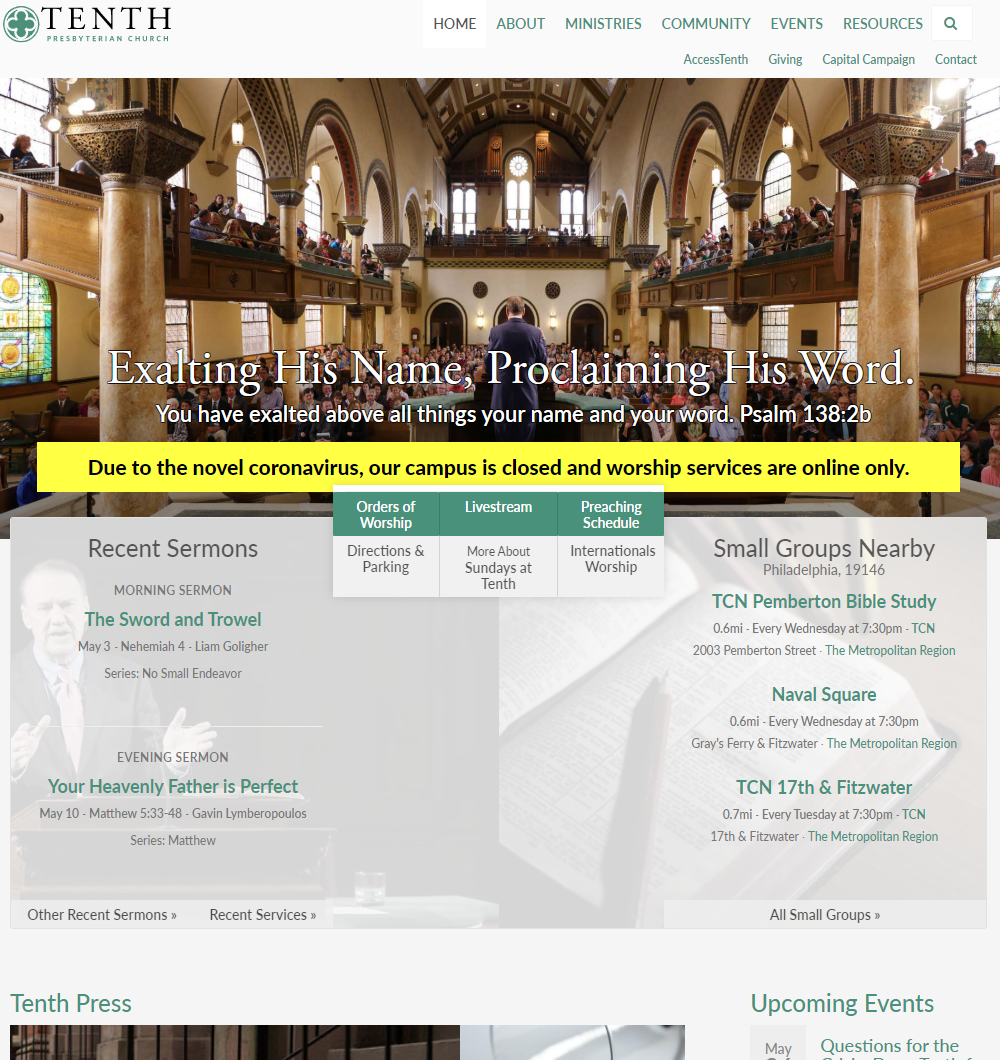 TENTH
PRESBYTERIAN CHURCH
HOME ABOUT MINISTRIES COMMUNITY EVENTS RESOURCES
AccessTenth Giving Capital Campaign Contact
Exalting His Name, Proclaiming His Word.
You have exalted above all things your name and your word. Psalm 138:2b
Due to the novel coronavirus, our campus is closed and worship services are online only.
Orders of
Worship
Livestream
Preaching
Schedule
Directions &
Parking
More About
Sundays at
Tenth
Internationals
Worship
Recent Sermons
MORNING SERMON
The Sword and Trowel
May 3 - Nehemiah 4 - Liam Goligher
Series: No Small Endeavor
EVENING SERMON
Your Heavenly Father is Perfect
May 10 - Matthew 5:33-48 - Gavin Lymberopoulos
Series: Matthew
Other Recent Sermons » Recent Services »
Small Groups Nearby
Philadelphia, 19146
TCN Pemberton Bible Study
0.6mi - Every Wednesday at 7:30pm - TCN
2003 Pemberton Street · The Metropolitan Region
Naval Square
0.6mi - Every Wednesday at 7:30pm
Gray's Ferry & Fitzwater · The Metropolitan Region
TCN 17th & Fitzwater
0.7mi - Every Tuesday at 7:30pm - TCN
17th & Fitzwater · The Metropolitan Region
All Small Groups »
Tenth Press
Upcoming Events
May
Questions for the